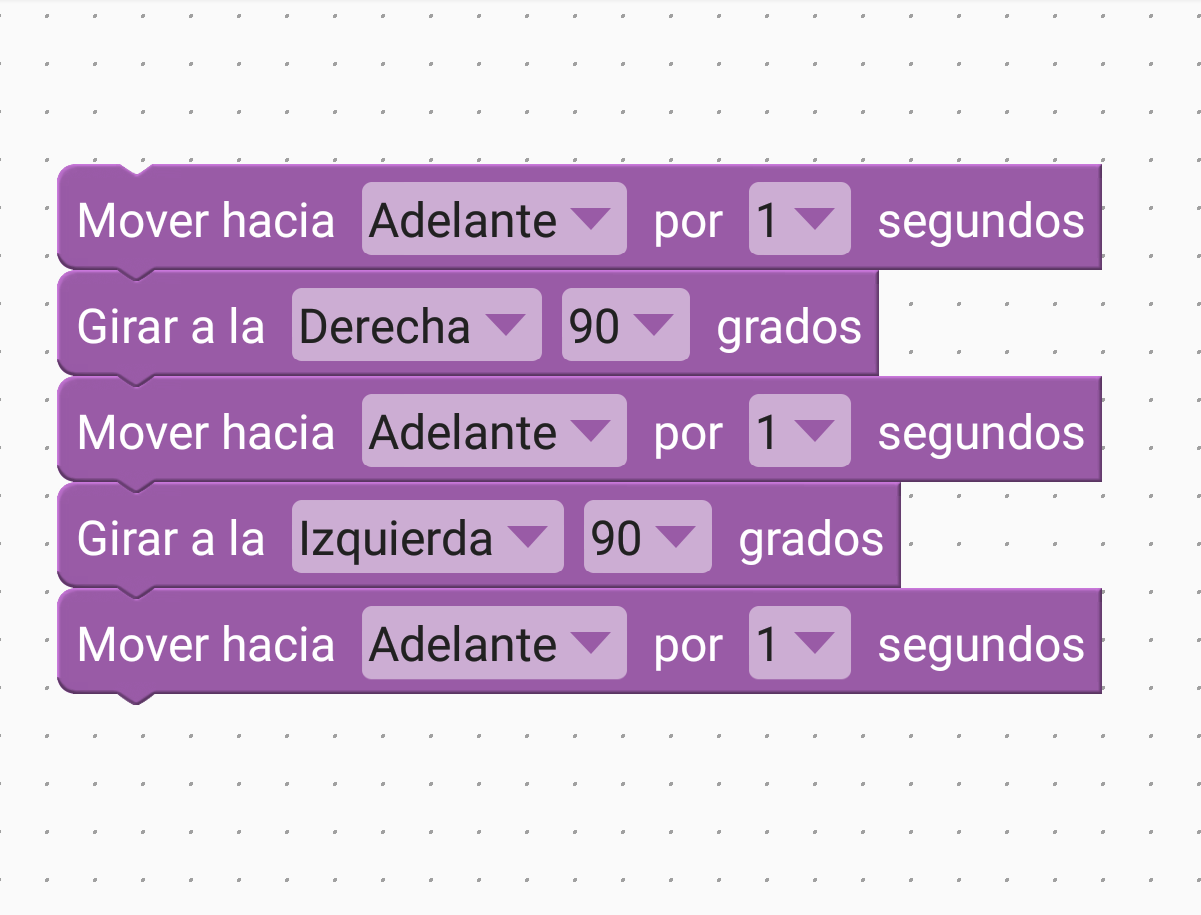 Mover hacia Adelante por 1 segundos
Girar a la Derecha 90 grados
Mover hacia Adelante por 1 segundos
Girar a la Izquierda 90 grados
Mover hacia Adelante por 1 segundos